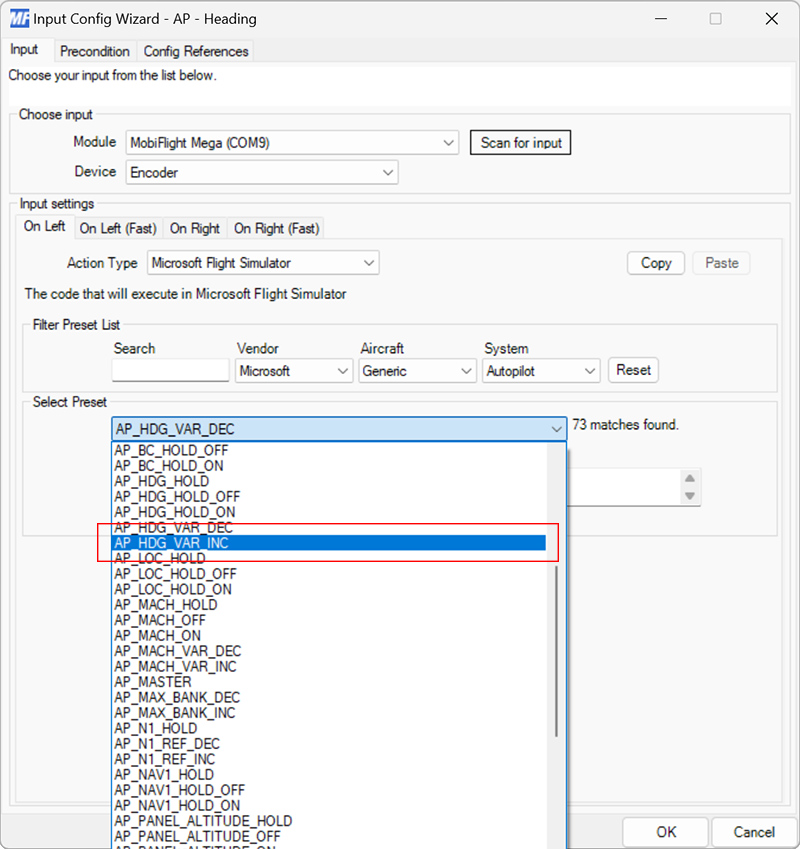 MF Input Config Wizard - AP - Heading
Input Precondition Config References
Choose your input from the list below.
Choose input
Module MobiFlight Mega (COM9) Scan for input
Device Encoder
Input settings
On Left On Left (Fast) On Right On Right (Fast)
Action Type Microsoft Flight Simulator Copy Paste
The code that will execute in Microsoft Flight Simulator
Filter Preset List
Search Vendor Aircraft System
Microsoft Generic Autopilot Reset
Select Preset
AP_HDG_VAR_DEC 73 matches found.
AP_BC_HOLD_OFF
AP_BC_HOLD_ON
AP_HDG_HOLD
AP_HDG_HOLD_OFF
AP_HDG_HOLD_ON
AP_HDG_VAR_DEC
AP_HDG_VAR_INC
AP_LOC_HOLD
AP_LOC_HOLD_OFF
AP_LOC_HOLD_ON
AP_MACH_HOLD
AP_MACH_OFF
AP_MACH_ON
AP_MACH_VAR_DEC
AP_MACH_VAR_INC
AP_MASTER
AP_MAX_BANK_DEC
AP_MAX_BANK_INC
AP_N1_HOLD
AP_N1_REF_DEC
AP_N1_REF_INC
AP_NAV1_HOLD
AP_NAV1_HOLD_OFF
AP_NAV1_HOLD_ON
AP_PANEL_ALTITUDE_HOLD
AP_PANEL_ALTITUDE_OFF
AP_PANEL_ALTITUDE_ON
OK Cancel